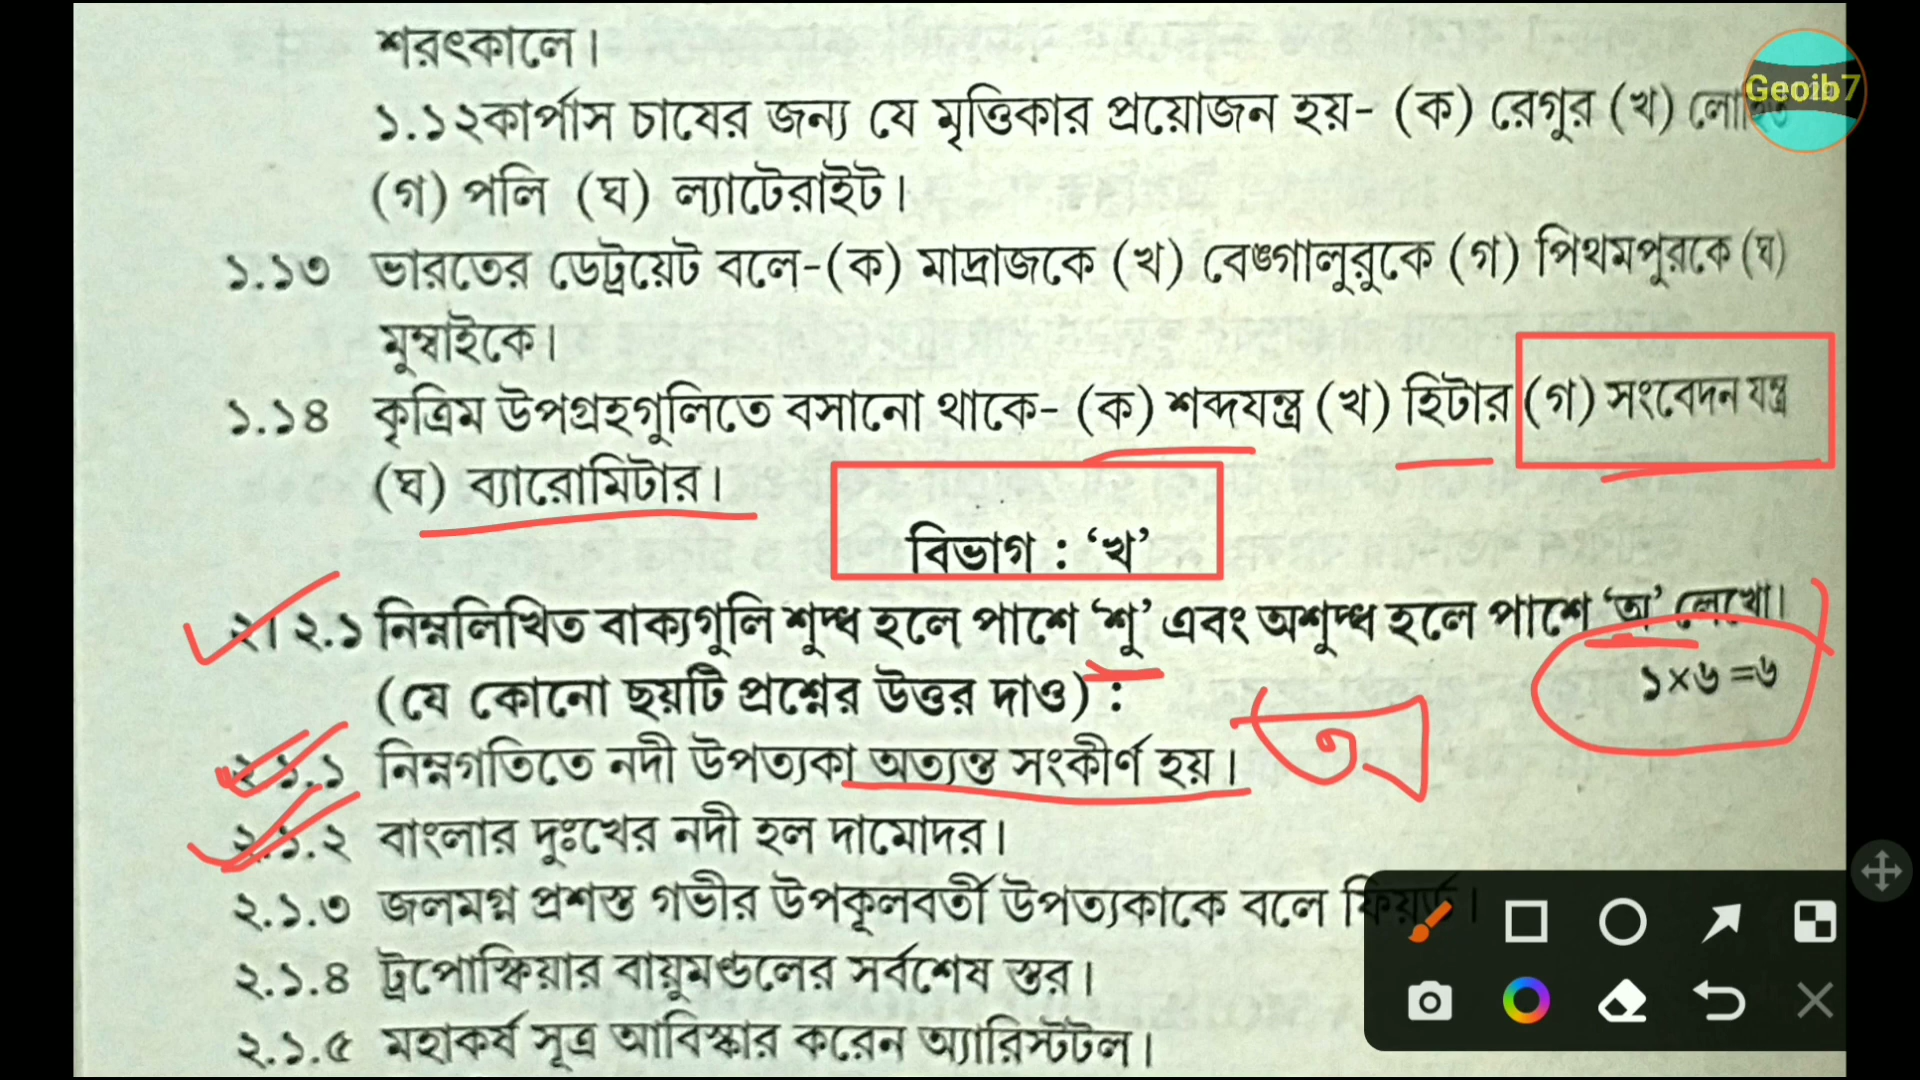 শরৎকালে।
১.১২কার্পাস চাষের জন্য যে মৃত্তিকার প্রয়োজন হয়- (ক) রেগুর (খ)
Geoib7
(গ) পলি (ঘ) ল্যাটেরাইট।
১.১৩ ভারতের ডেট্রয়েট বলে-(ক) মাদ্রাজকে (খ) বেঙ্গালুরুকে (গ) পিথমপুরকে (ঘ)
মুম্বাইকে।
১.১৪ কৃত্রিম উপগ্রহগুলিতে বসানো থাকে- (ক) শব্দযন্ত্র (খ) হিটার (গ) সংবেদন যন্ত্র
(ঘ) ব্যারোমিটার।
বিভাগ : ‘খ’
২। ২.১ নিম্নলিখিত বাক্যগুলি শুদ্ধ হলে পাশে ‘শু’ এবং অশুদ্ধ হলে পাশে ‘অ’ লেখো।
১×৬=৬
(যে কোনো ছয়টি প্রশ্নের উত্তর দাও) :
২.১.১ নিম্নগতিতে নদী উপত্যকা অত্যন্ত সংকীর্ণ হয়। অ
২.১.২ বাংলার দুঃখের নদী হল দামোদর।
২.১.৩ জলমগ্ন প্রশস্ত গভীর উপকূলবর্তী উপত্যকাকে বলে ফিয়র্ড।
২.১.৪ ট্রপোস্ফিয়ার বায়ুমণ্ডলের সর্বশেষ স্তর।
২.১.৫ মহাকর্ষ সূত্র আবিস্কার করেন অ্যারিস্টটল।